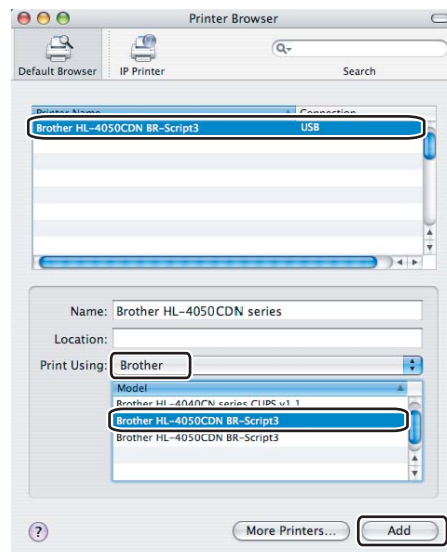 Printer Browser
Default Browser IP Printer Search
Printer Name Connection
Brother HL-4050CDN BR-Script3 USB
Name: Brother HL-4050CDN series
Location:
Print Using: Brother
Model
Brother HL-4040CN series CUPS v1.1
Brother HL-4050CDN BR-Script3
Brother HL-4050CDN BR-Script3
? More Printers... Add